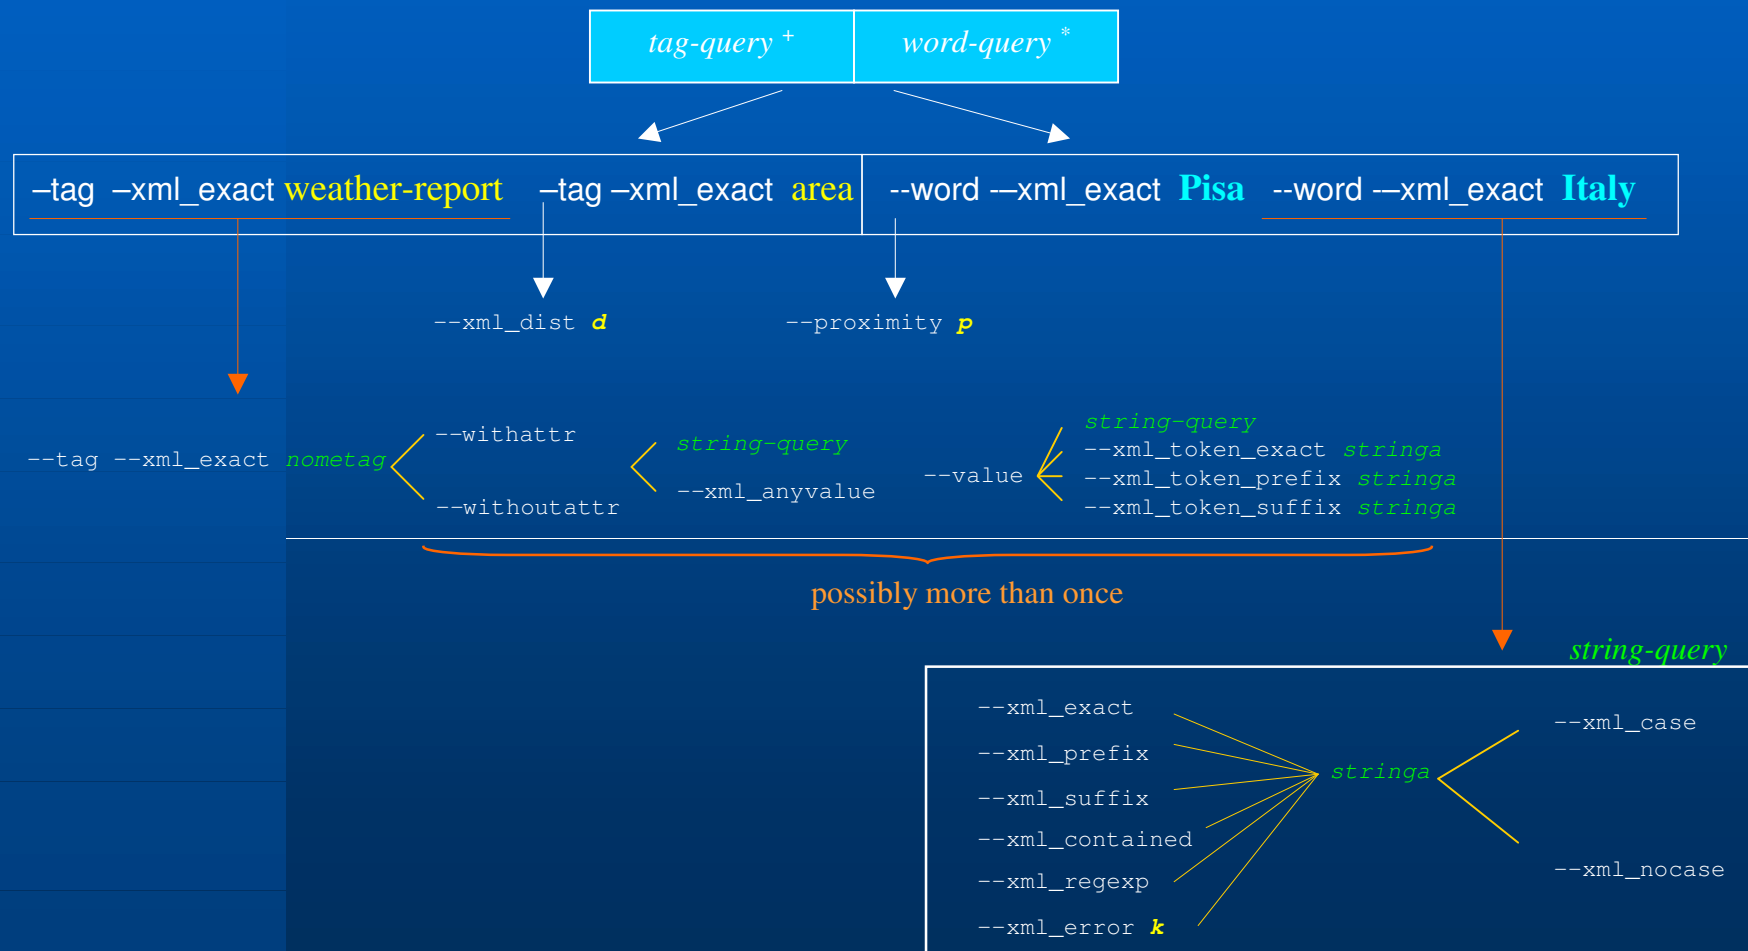 tag-query + word-query *
–tag –xml_exact weather-report –tag –xml_exact area --word -–xml_exact Pisa --word -–xml_exact Italy
--xml_dist d --proximity p
--tag --xml_exact nometag
--withattr
--withoutattr
string-query
--xml_anyvalue
--value
string-query
--xml_token_exact stringa
--xml_token_prefix stringa
--xml_token_suffix stringa
possibly more than once
string-query
--xml_exact
--xml_prefix
--xml_suffix
--xml_contained
--xml_regexp
--xml_error k
stringa
--xml_case
--xml_nocase